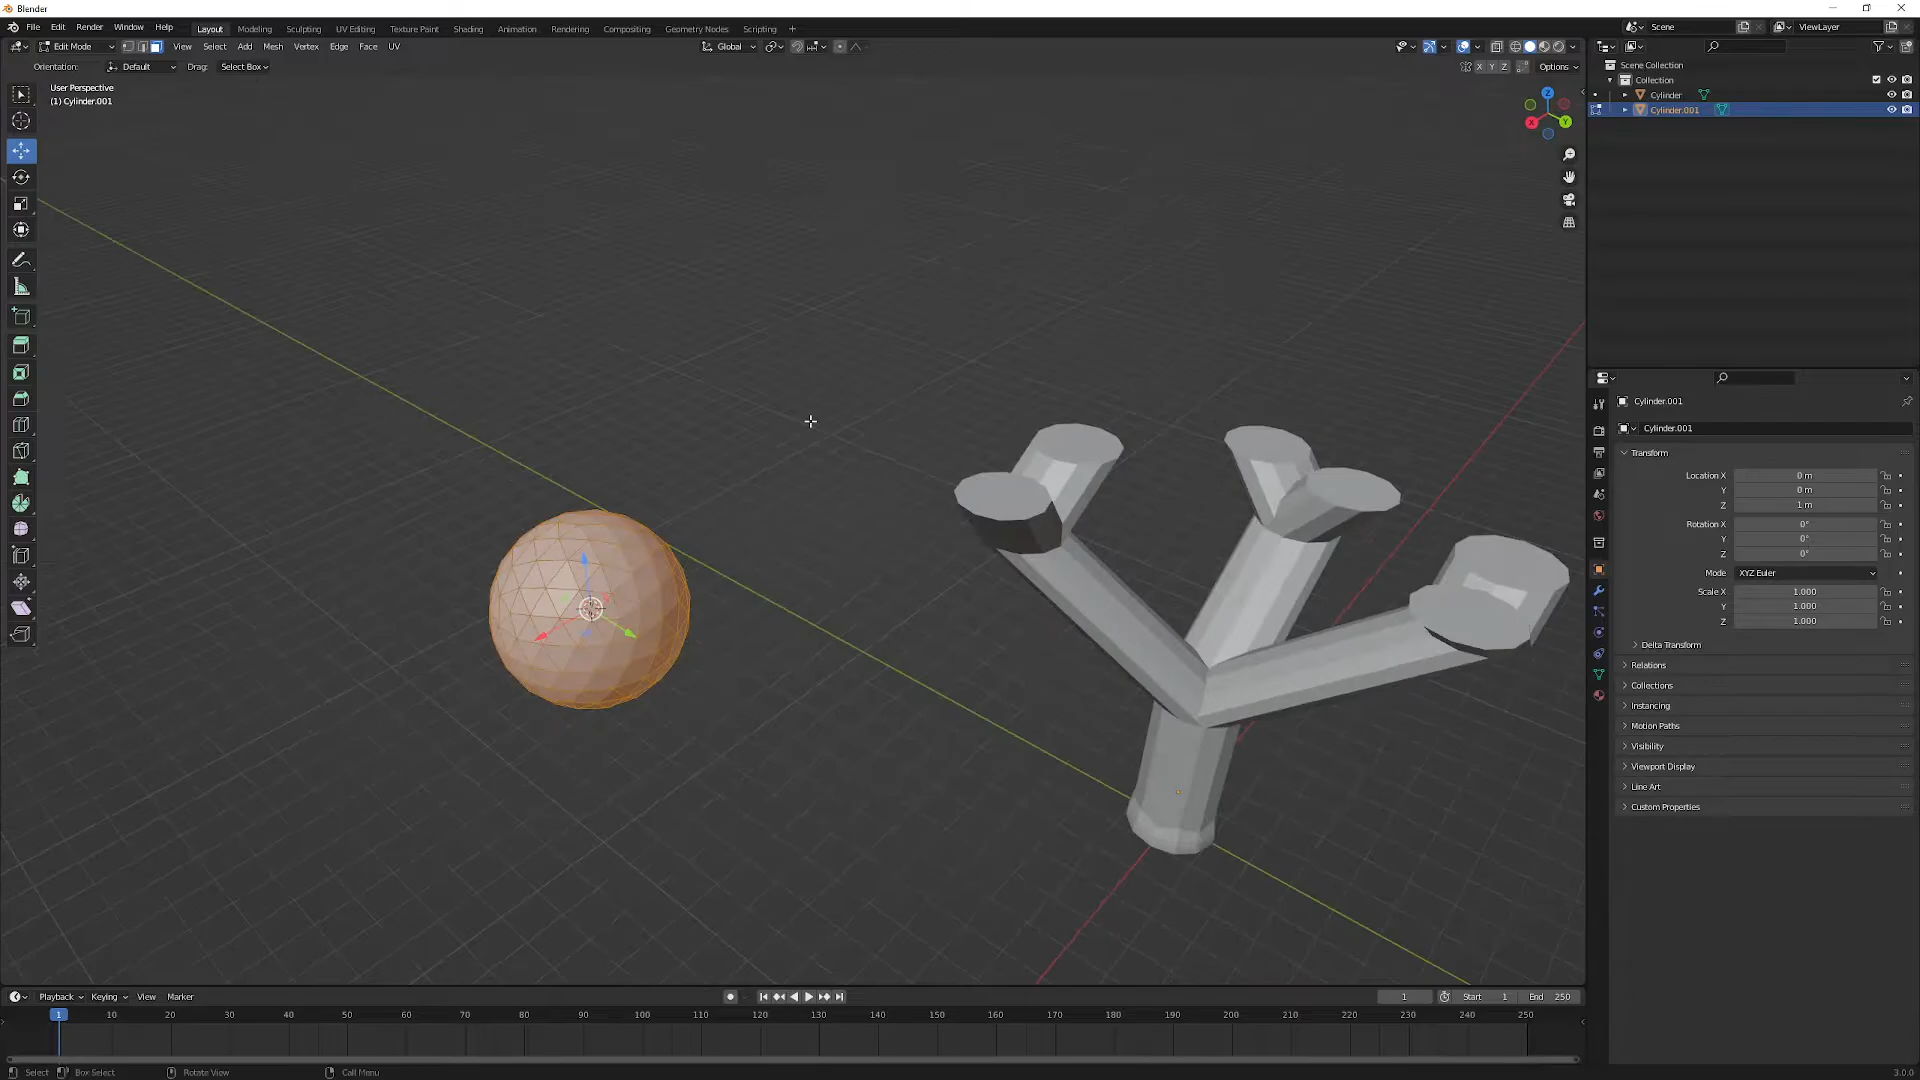 Blender
File Edit Render Window Help Layout Modeling Sculpting UV Editing Texture Paint Shading Animation Rendering Compositing Geometry Nodes Scripting + Scene ViewLayer
Edit Mode View Select Add Mesh Vertex Edge Face UV Global
Orientation: Default Drag: Select Box X Y Z Options
User Perspective
(1) Cylinder.001
Z
X
Y
Scene Collection
Collection
Cylinder
Cylinder.001
Cylinder.001
Cylinder.001
Transform
Location X 0 m
Y 0 m
Z 1 m
Rotation X 0°
Y 0°
Z 0°
Mode XYZ Euler
Scale X 1.000
Y 1.000
Z 1.000
Delta Transform
Relations
Collections
Instancing
Motion Paths
Visibility
Viewport Display
Line Art
Custom Properties
Playback Keying View Marker 1 Start 1 End 250
1 10 20 30 40 50 60 70 80 90 100 110 120 130 140 150 160 170 180 190 200 210 220 230 240 250
Select Box Select Rotate View Call Menu 3.0.0